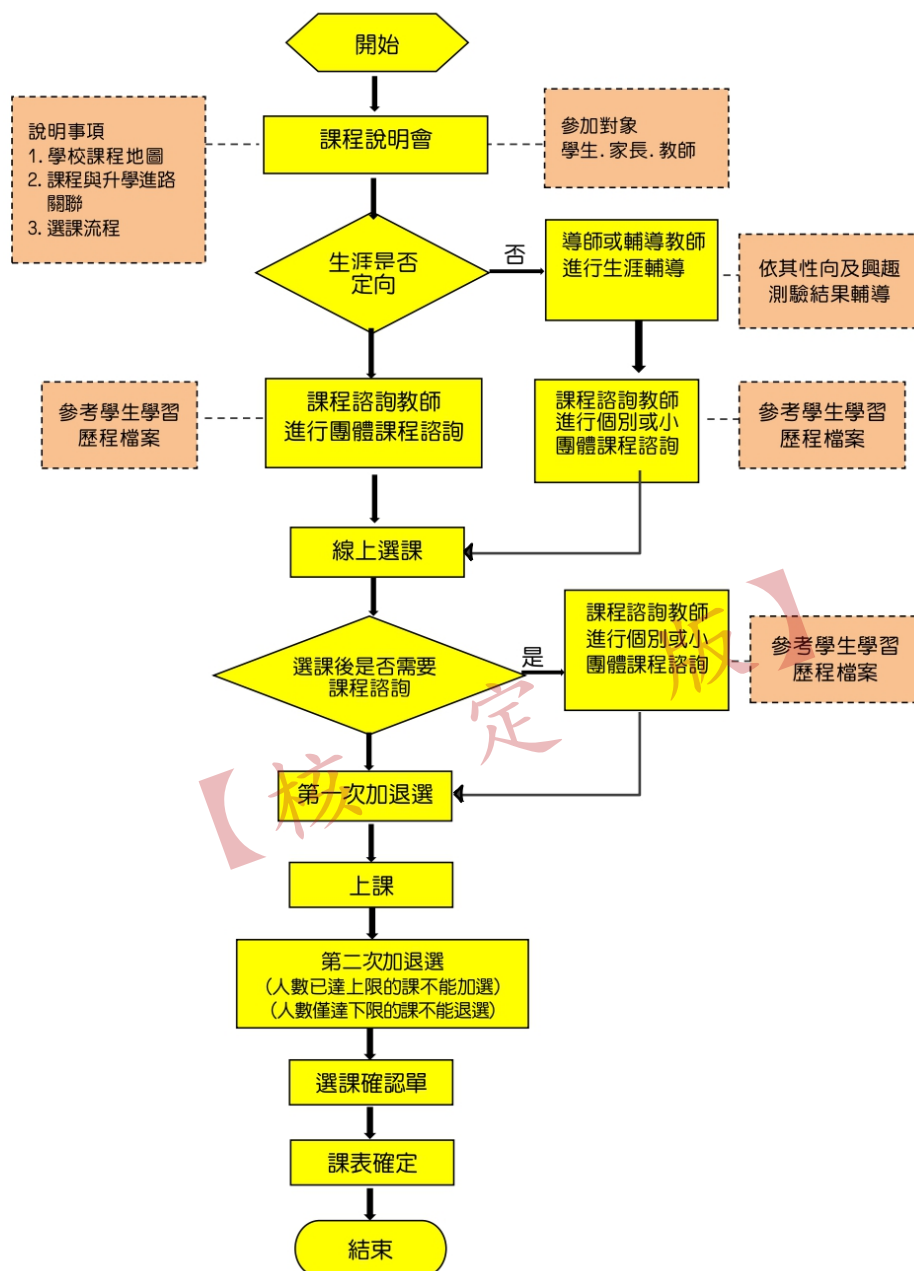 開始
說明事項
1. 學校課程地圖
2. 課程與升學進路
關聯
3. 選課流程
課程說明會
參加對象
學生.家長.教師
生涯是否
定向
否
導師或輔導教師
進行生涯輔導
依其性向及興趣
測驗結果輔導
參考學生學習
歷程檔案
課程諮詢教師
進行團體課程諮詢
課程諮詢教師
進行個別或小
團體課程諮詢
參考學生學習
歷程檔案
線上選課
選課後是否需要
課程諮詢
是
課程諮詢教師
進行個別或小
團體課程諮詢
參考學生學習
歷程檔案
第一次加退選
上課
第二次加退選
(人數已達上限的課不能加選)
(人數僅達下限的課不能退選)
選課確認單
課表確定
結束
【核定版】